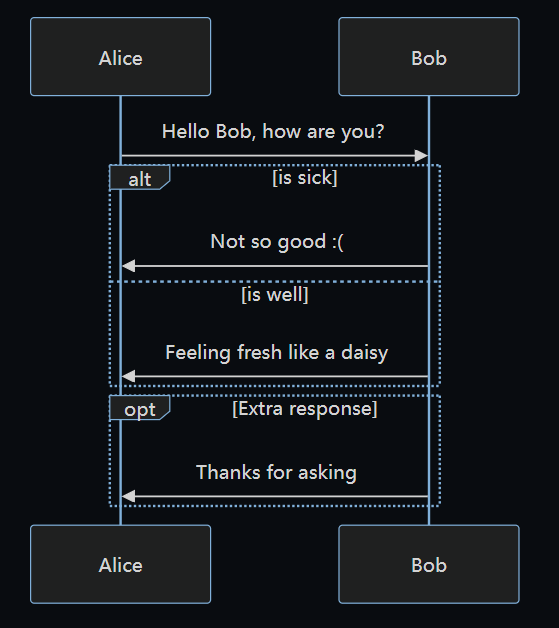 Alice
Bob
Hello Bob, how are you?
alt
[is sick]
Not so good :(
[is well]
Feeling fresh like a daisy
opt
[Extra response]
Thanks for asking
Alice
Bob